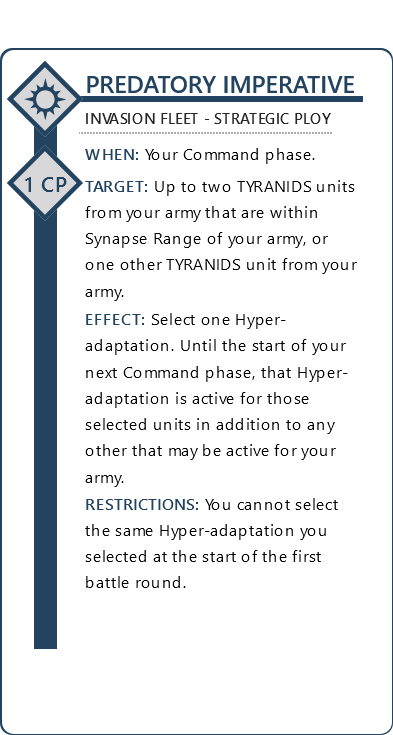 PREDATORY IMPERATIVE
INVASION FLEET - STRATEGIC PLOY
WHEN: Your Command phase.
1 CP
TARGET: Up to two TYRANIDS units
from your army that are within
Synapse Range of your army, or
one other TYRANIDS unit from your
army.
EFFECT: Select one Hyper-
adaptation. Until the start of your
next Command phase, that Hyper-
adaptation is active for those
selected units in addition to any
other that may be active for your
army.
RESTRICTIONS: You cannot select
the same Hyper-adaptation you
selected at the start of the first
battle round.